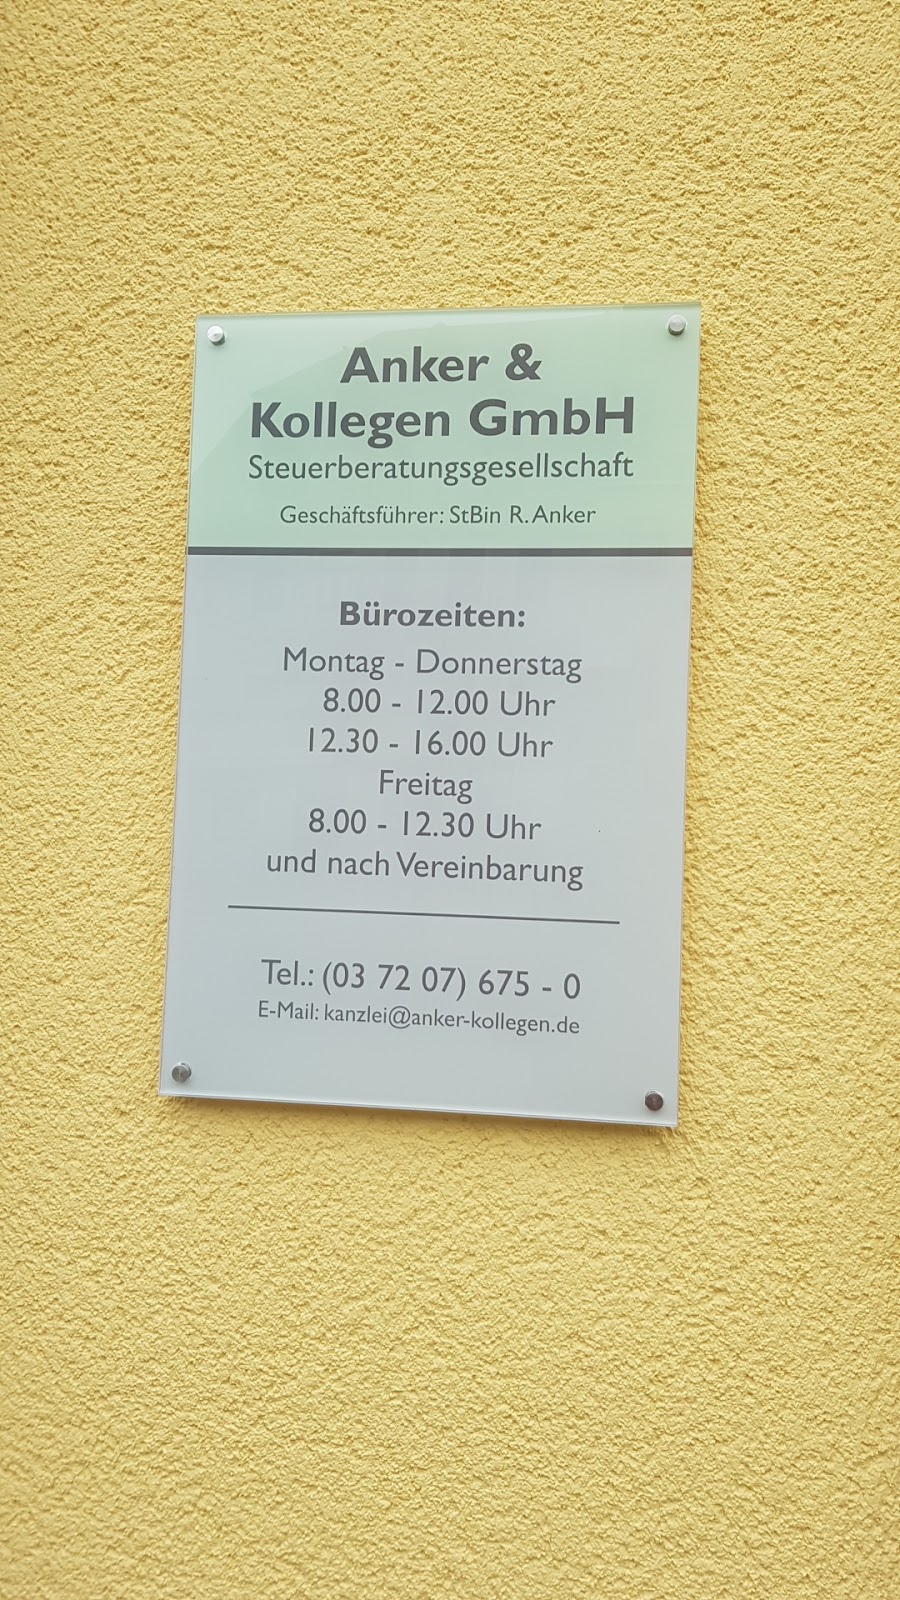 Anker &
Kollegen GmbH
Steuerberatungsgesellschaft
Geschäftsführer: StBin R. Anker
Bürozeiten:
Montag - Donnerstag
8.00 - 12.00 Uhr
12.30 - 16.00 Uhr
Freitag
8.00 - 12.30 Uhr
und nach Vereinbarung
Tel.: (03 72 07) 675 - 0
E-Mail: kanzlei@anker-kollegen.de